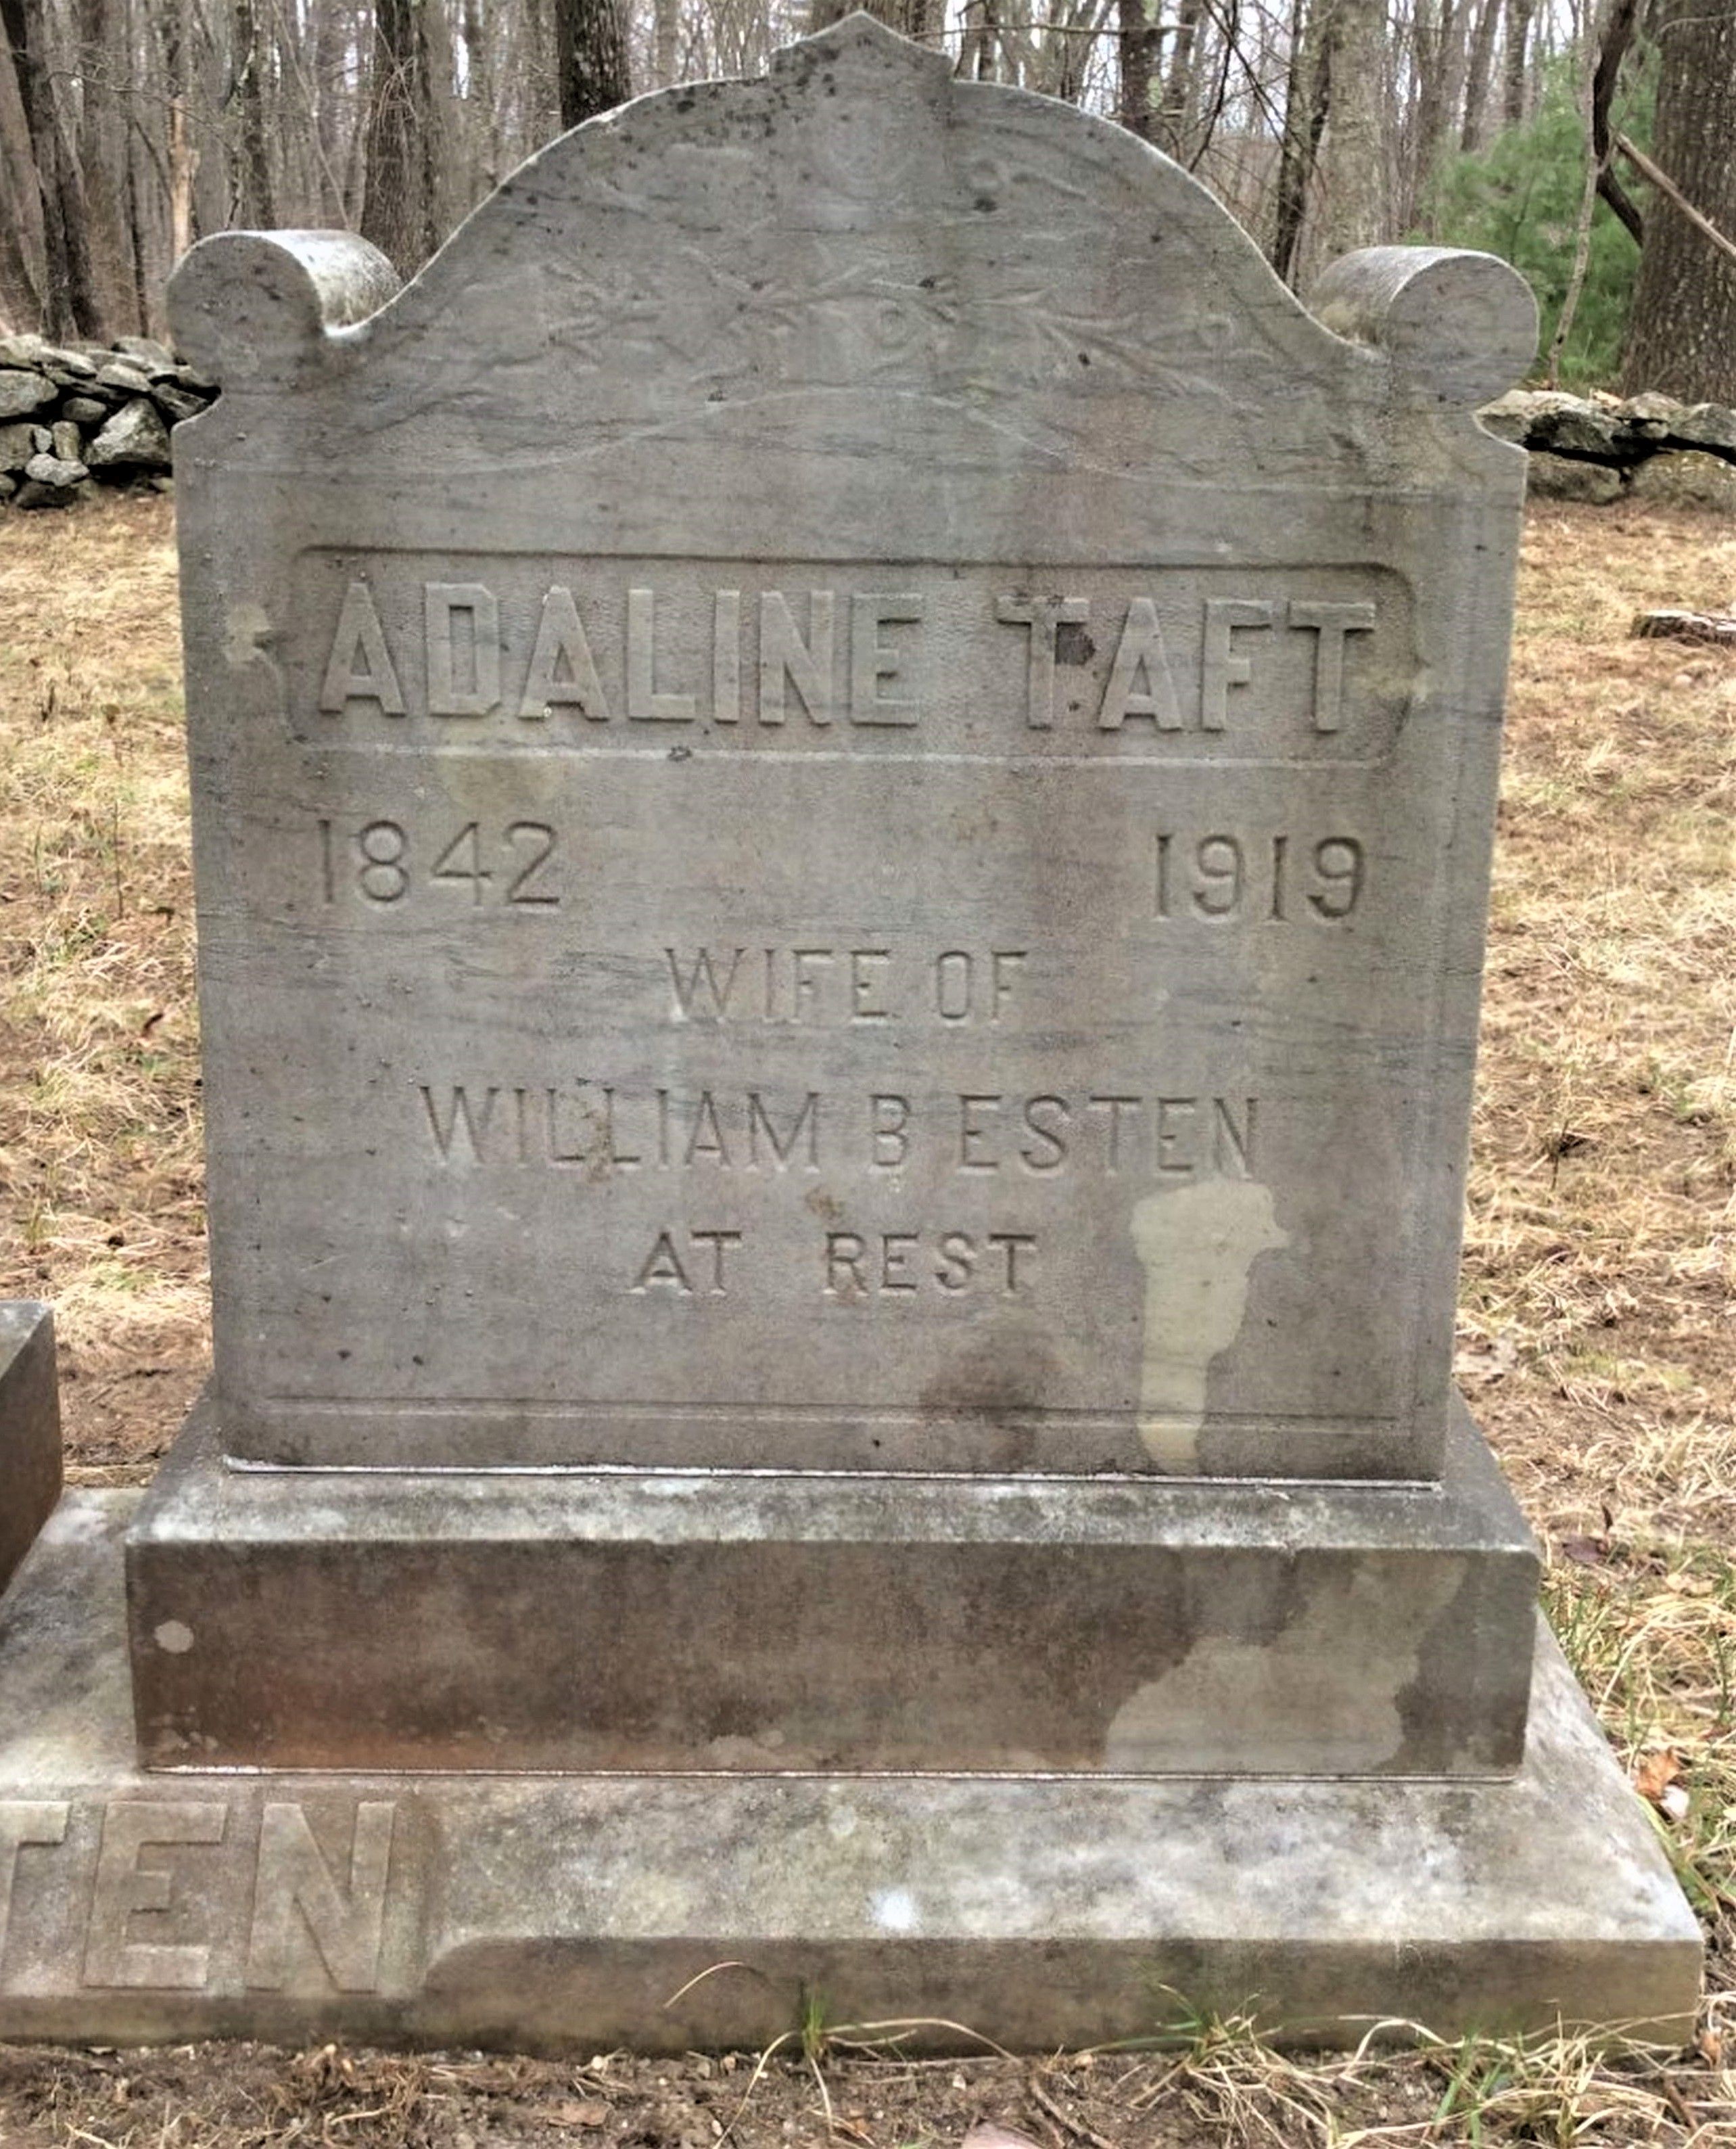 ADALINE TAFT
1842 1919
WIFE OF
WILLIAM B ESTEN
AT REST
TEN